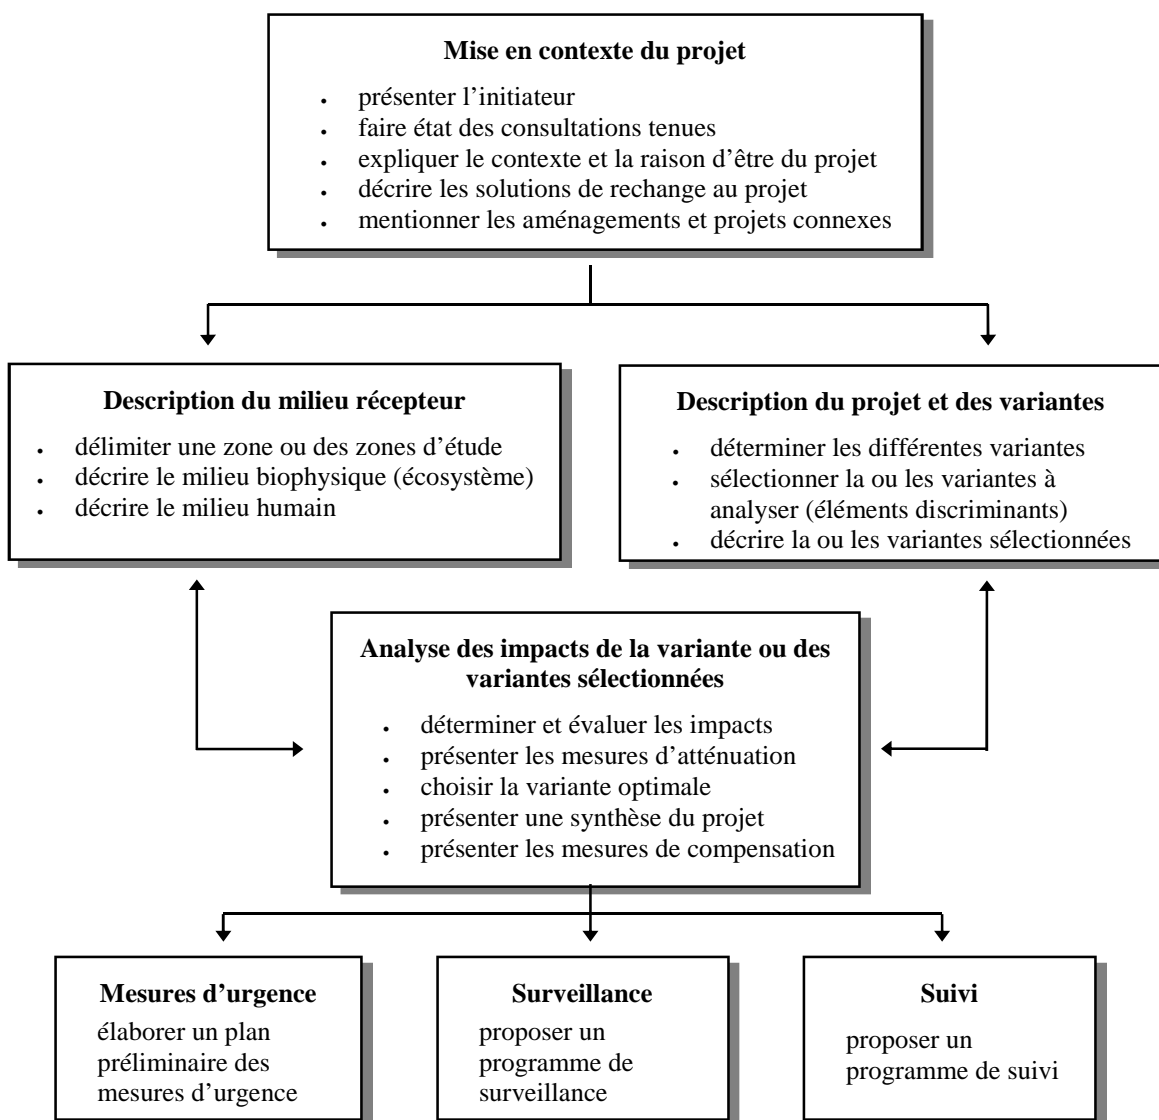 Mise en contexte du projet
• présenter l’initiateur
• faire état des consultations tenues
• expliquer le contexte et la raison d’être du projet
• décrire les solutions de rechange au projet
• mentionner les aménagements et projets connexes
Description du milieu récepteur
• délimiter une zone ou des zones d’étude
• décrire le milieu biophysique (écosystème)
• décrire le milieu humain
Description du projet et des variantes
• déterminer les différentes variantes
• sélectionner la ou les variantes à
analyser (éléments discriminants)
• décrire la ou les variantes sélectionnées
Analyse des impacts de la variante ou des
variantes sélectionnées
• déterminer et évaluer les impacts
• présenter les mesures d’atténuation
• choisir la variante optimale
• présenter une synthèse du projet
• présenter les mesures de compensation
Mesures d’urgence
élaborer un plan
préliminaire des
mesures d’urgence
Surveillance
proposer un
programme de
surveillance
Suivi
proposer un
programme de suivi